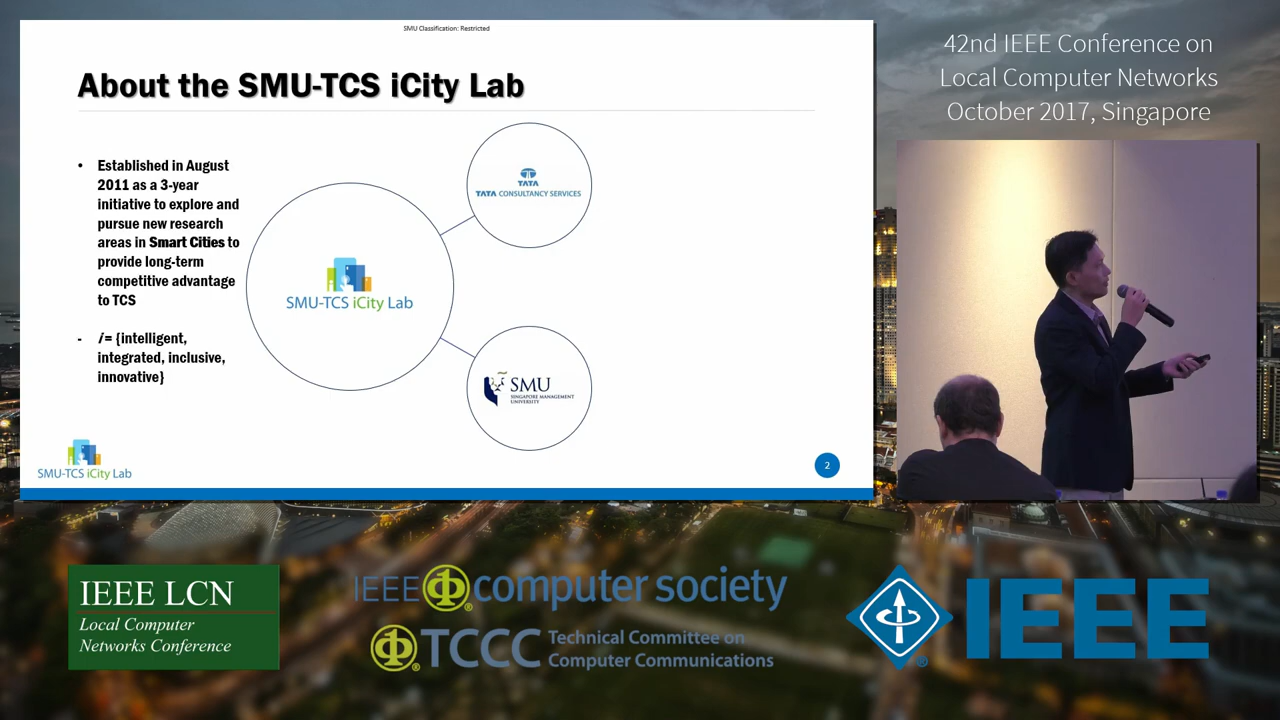 SMU Classification: Restricted
About the SMU-TCS iCity Lab
• Established in August
2011 as a 3-year
initiative to explore and
pursue new research
areas in Smart Cities to
provide long-term
competitive advantage
to TCS
- /= {intelligent,
integrated, inclusive,
innovative}
SMU-TCS iCity Lab
TATA
TATA CONSULTANCY SERVICES
SMU
SINGAPORE MANAGEMENT
UNIVERSITY
SMU-TCS iCity Lab
2
42nd IEEE Conference on
Local Computer Networks
October 2017, Singapore
IEEE LCN
Local Computer
Networks Conference
IEEE computer society
TCCC Technical Committee on
Computer Communications
IEEE